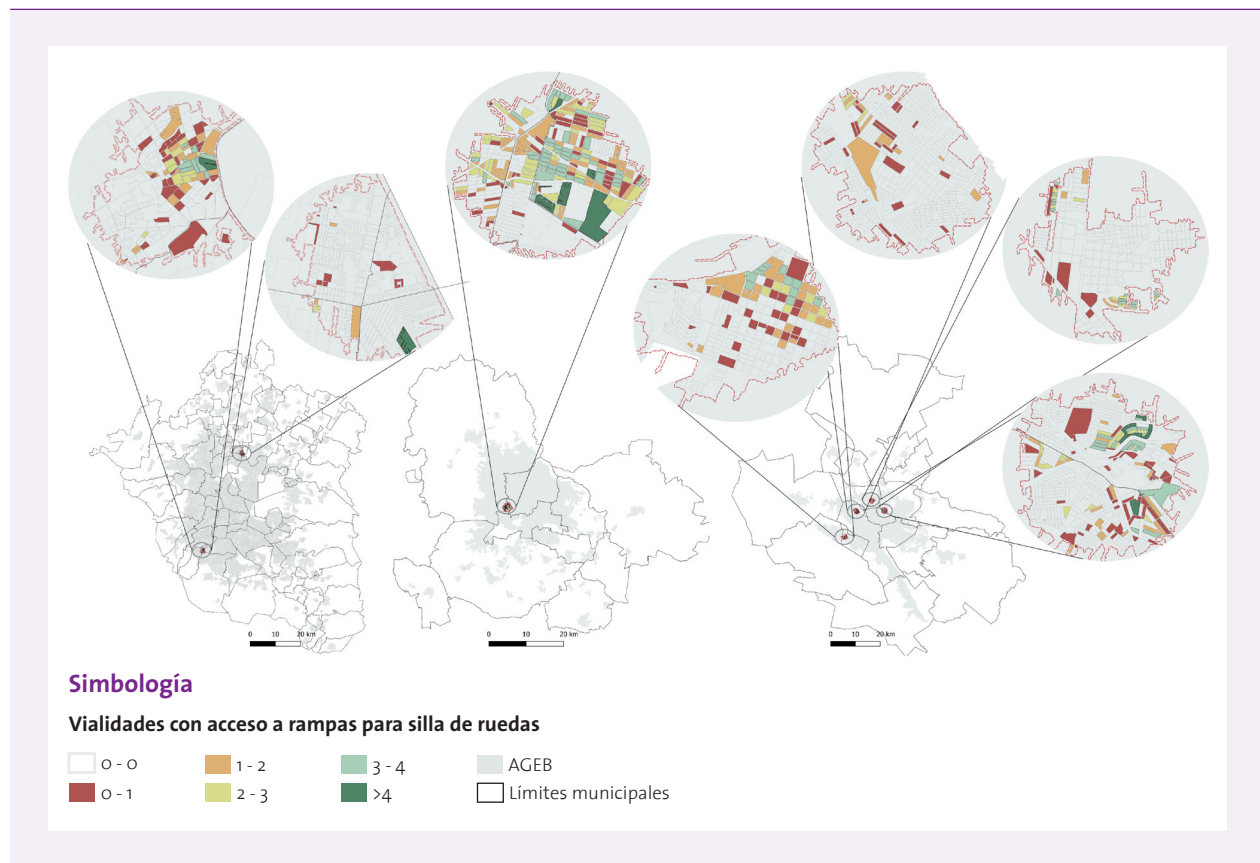 0 10 20 km
0 10 20 km
0 10 20 km
Simbología
Vialidades con acceso a rampas para silla de ruedas
0 - 0
1 - 2
3 - 4
AGEB
0 - 1
2 - 3
>4
Límites municipales